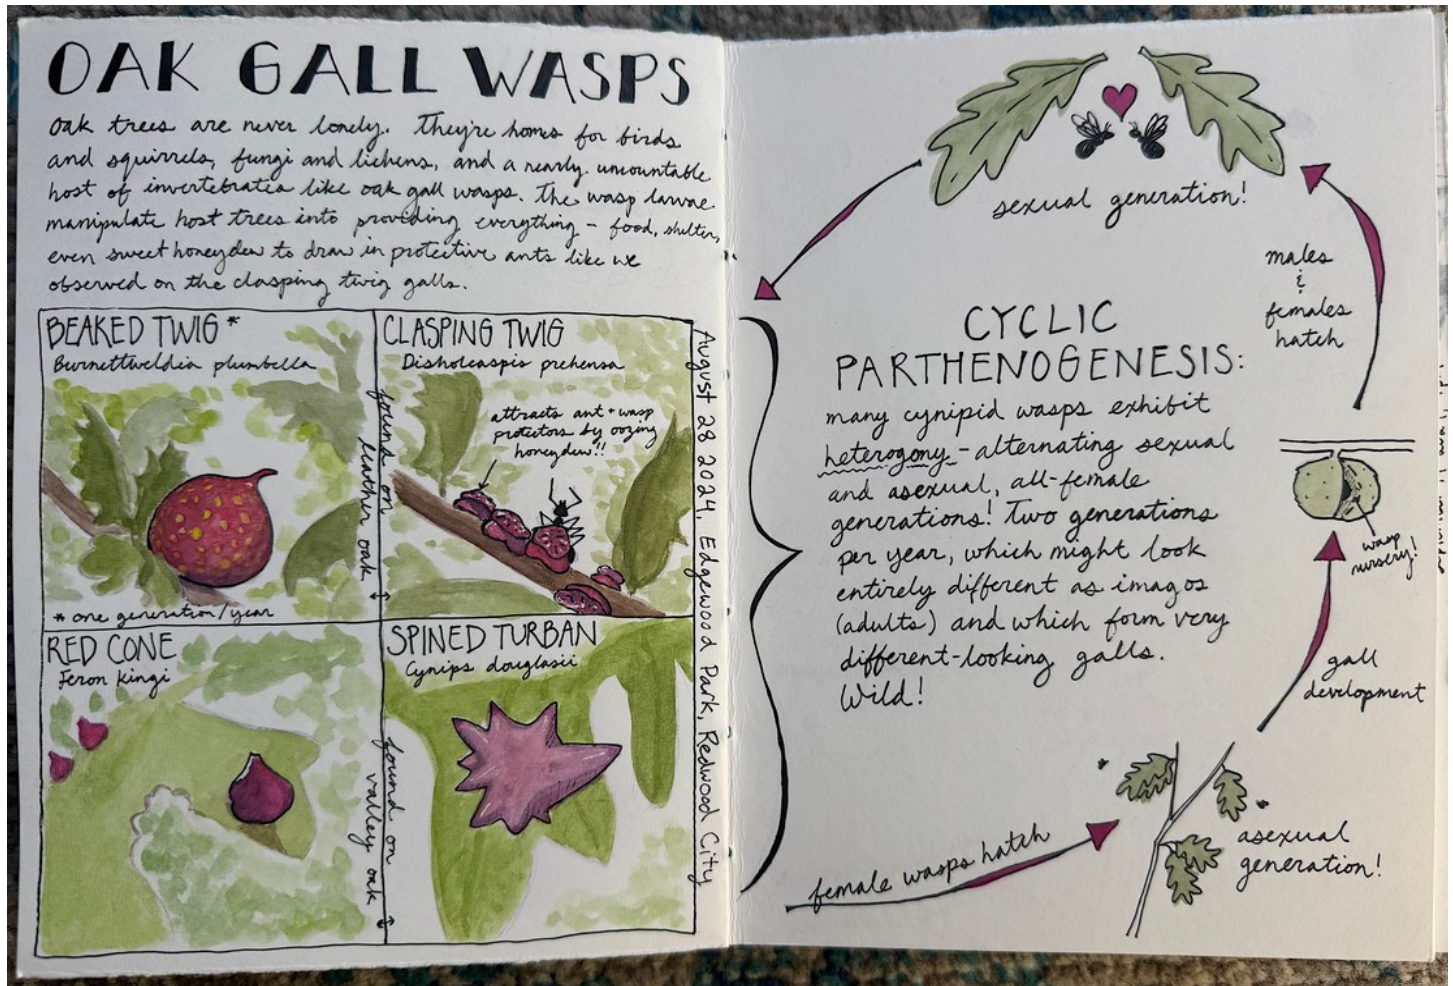 OAK GALL WASPS
Oak trees are never lonely. They're homes for birds
and squirrels, fungi and lichens, and a nearly uncountable
host of invertebrates like oak gall wasps. The wasp larvae
manipulate host trees into providing everything - food, shelter,
even sweet honeydew to draw in protective ants like we
observed on the clasping twig galls.
BEAKED TWIG *
Burnettweldia plumbella
* one generation/year
found on
leather oak
CLASPING TWIG
Disholcaspis prehensa
attracts ant + wasp
protectors by oozing
honeydew!!
RED CONE
Feron kingi
found on
valley oak
SPINED TURBAN
Cynips douglasii
August 28 2024. Edgewood Park, Redwood City
sexual generation!
males
&
females
hatch
CYCLIC
PARTHENOGENESIS:
many cynipid wasps exhibit
heterogony - alternating sexual
and asexual, all-female
generations! Two generations
per year, which might look
entirely different as imagos
(adults) and which form very
different-looking galls.
Wild!
wasp
nursery!
gall
development
female wasps hatch
asexual
generation!